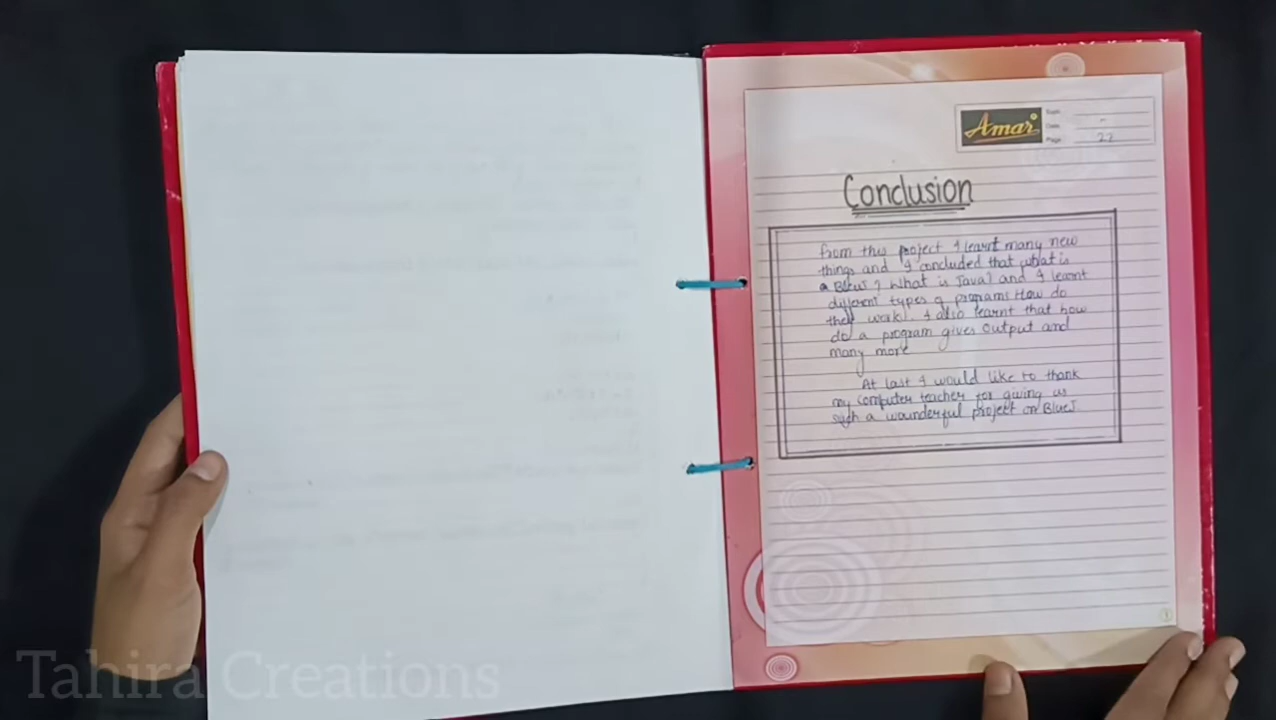 Amar
Topic
Date
Page 22
Conclusion
from this project I learnt many new
things and I concluded that what is
a BlueJ? What is Java? and I learnt
different types of programs How do
they work. I also learnt that how
do a program gives output and
many more
At last I would like to thank
my computer teacher for giving us
such a wounderful project on BlueJ.
Tahira Creations